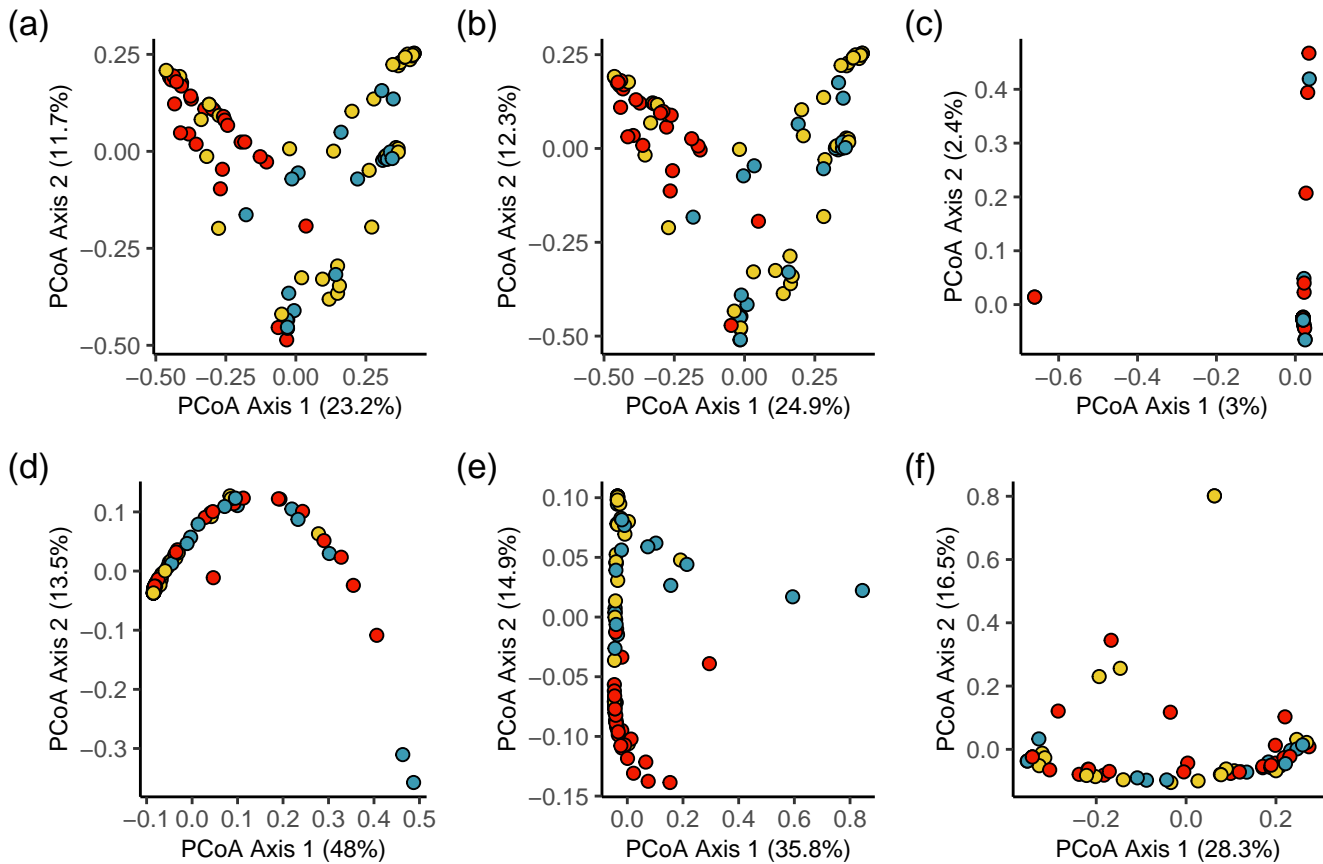 (a)
PCoA Axis 2 (11.7%)
0.25
0.00
−0.25
−0.50
−0.50 −0.25 0.00 0.25
PCoA Axis 1 (23.2%)
(b)
PCoA Axis 2 (12.3%)
0.25
0.00
−0.25
−0.50
−0.50 −0.25 0.00 0.25
PCoA Axis 1 (24.9%)
(c)
PCoA Axis 2 (2.4%)
0.4
0.3
0.2
0.1
0.0
−0.6 −0.4 −0.2 0.0
PCoA Axis 1 (3%)
(d)
PCoA Axis 2 (13.5%)
0.1
0.0
−0.1
−0.2
−0.3
−0.1 0.0 0.1 0.2 0.3 0.4 0.5
PCoA Axis 1 (48%)
(e)
PCoA Axis 2 (14.9%)
0.10
0.05
0.00
−0.05
−0.10
−0.15
0.0 0.2 0.4 0.6 0.8
PCoA Axis 1 (35.8%)
(f)
PCoA Axis 2 (16.5%)
0.8
0.6
0.4
0.2
0.0
−0.2 0.0 0.2
PCoA Axis 1 (28.3%)